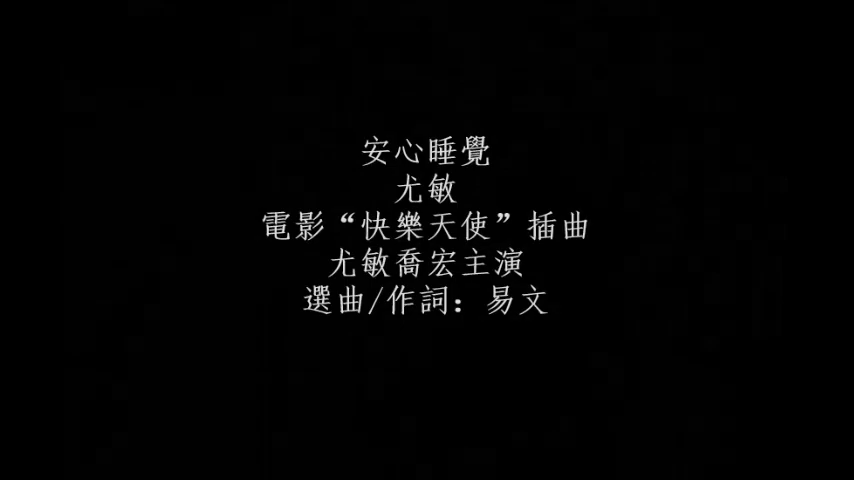 安心睡覺
尤敏
電影“快樂天使”插曲
尤敏喬宏主演
選曲/作詞：易文